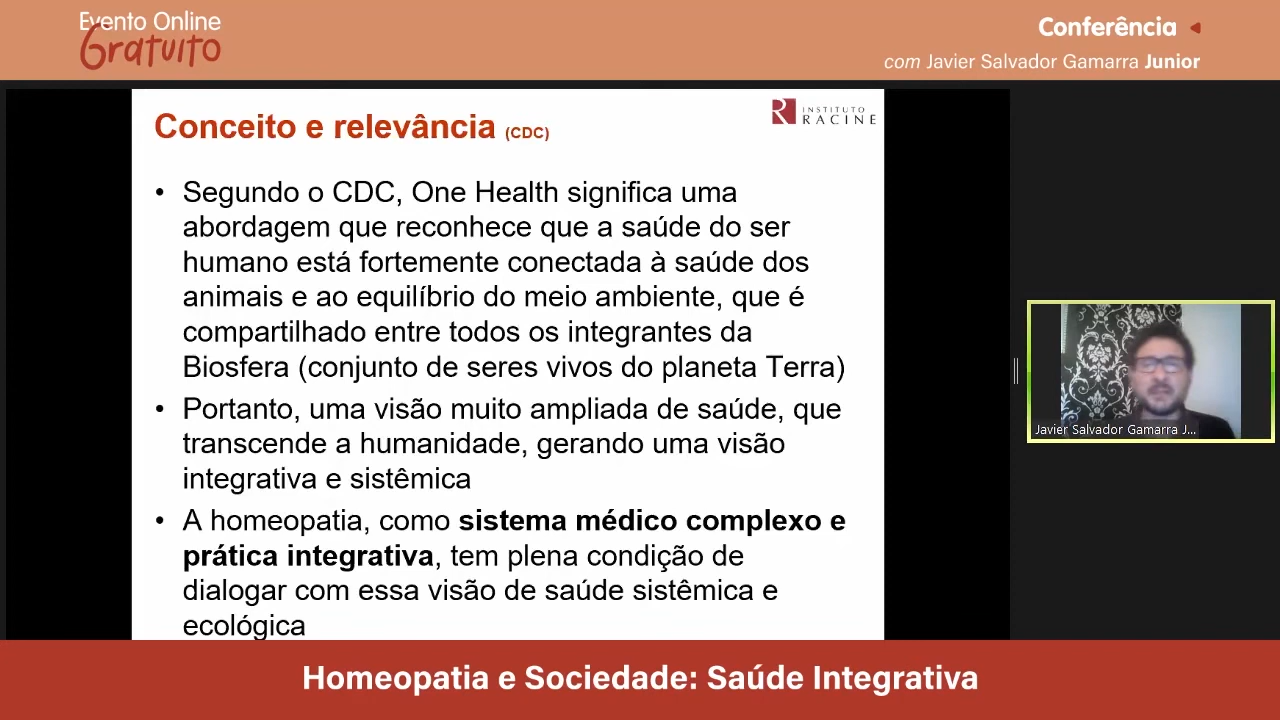 Evento Online
Gratuito
Conferência
com Javier Salvador Gamarra Junior
Conceito e relevância (CDC)
INSTITUTO
RACINE
• Segundo o CDC, One Health significa uma
abordagem que reconhece que a saúde do ser
humano está fortemente conectada à saúde dos
animais e ao equilíbrio do meio ambiente, que é
compartilhado entre todos os integrantes da
Biosfera (conjunto de seres vivos do planeta Terra)
• Portanto, uma visão muito ampliada de saúde, que
transcende a humanidade, gerando uma visão
integrativa e sistêmica
• A homeopatia, como sistema médico complexo e
prática integrativa, tem plena condição de
dialogar com essa visão de saúde sistêmica e
ecológica
Javier Salvador Gamarra J...
Homeopatia e Sociedade: Saúde Integrativa